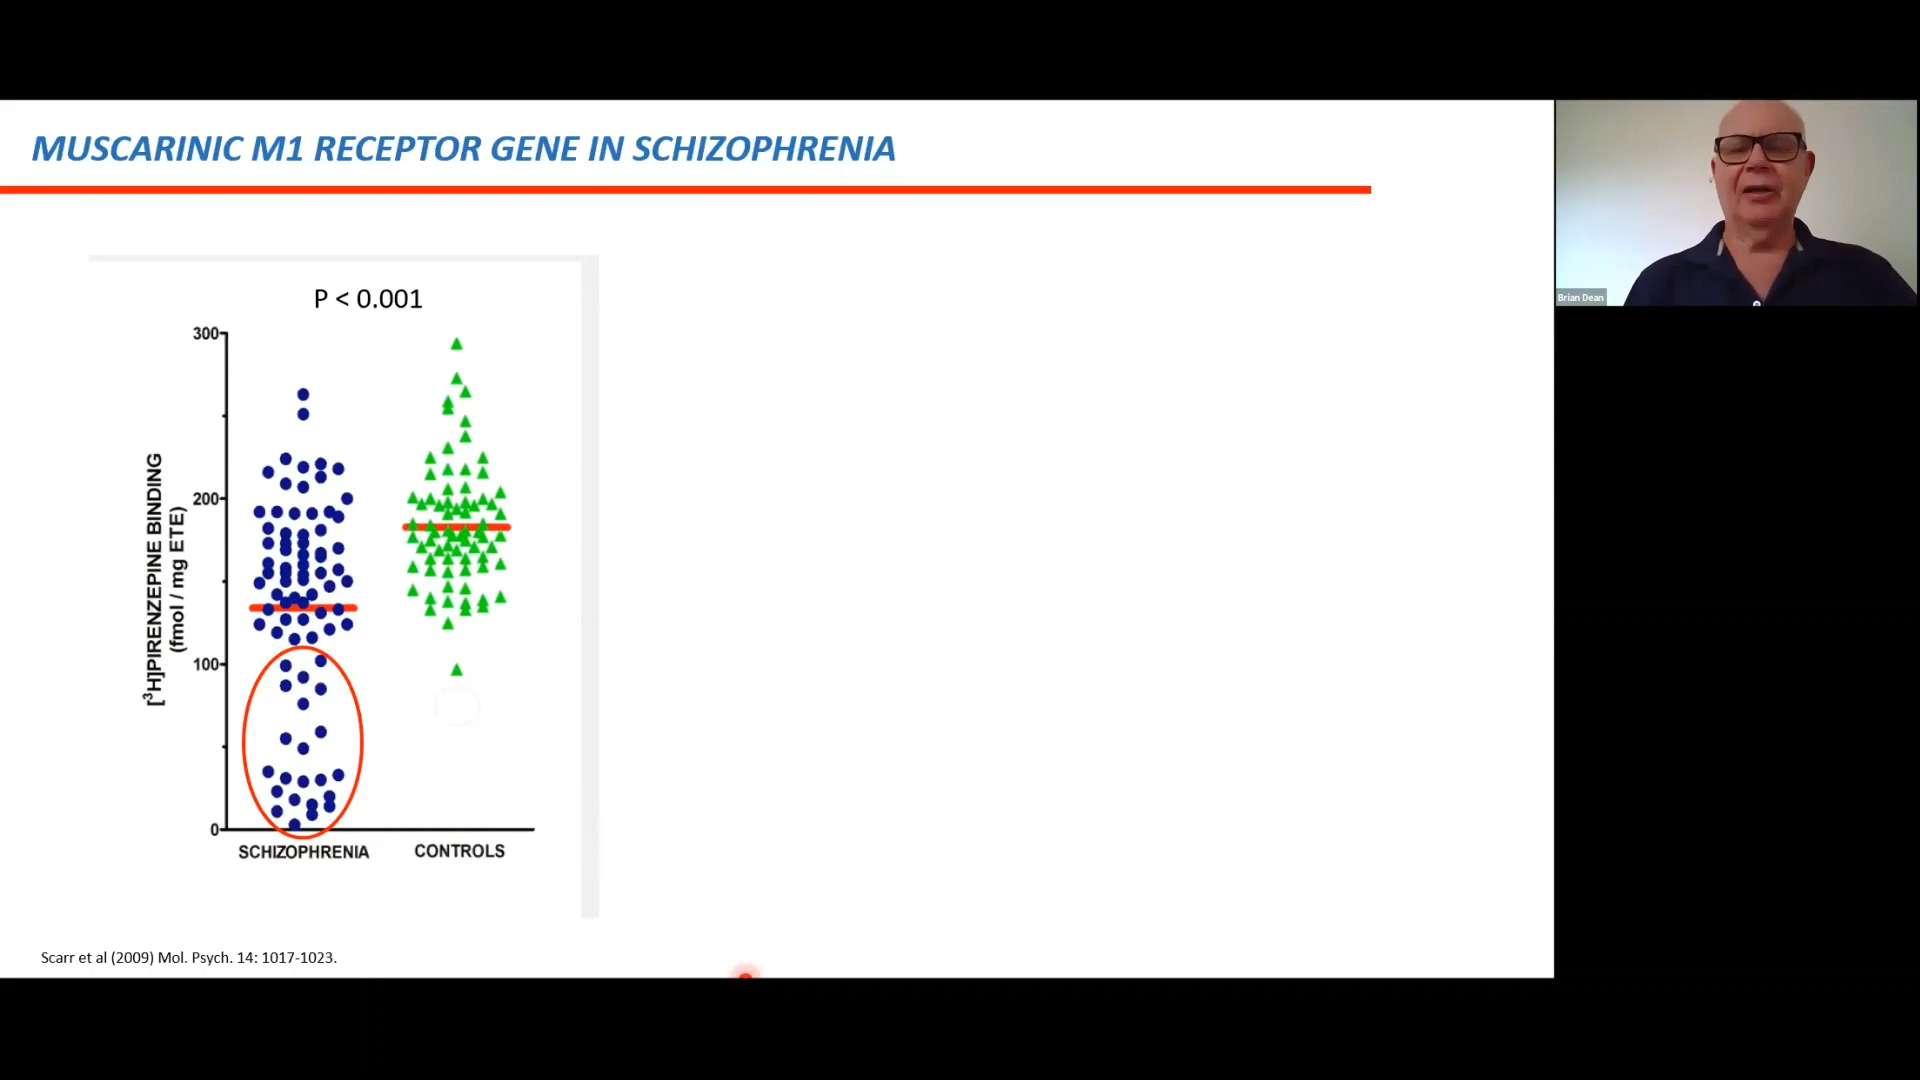 MUSCARINIC M1 RECEPTOR GENE IN SCHIZOPHRENIA
Brian Dean
P < 0.001
300
200
100
0
[³H]PIRENZEPINE BINDING
(fmol / mg ETE)
SCHIZOPHRENIA
CONTROLS
Scarr et al (2009) Mol. Psych. 14: 1017-1023.